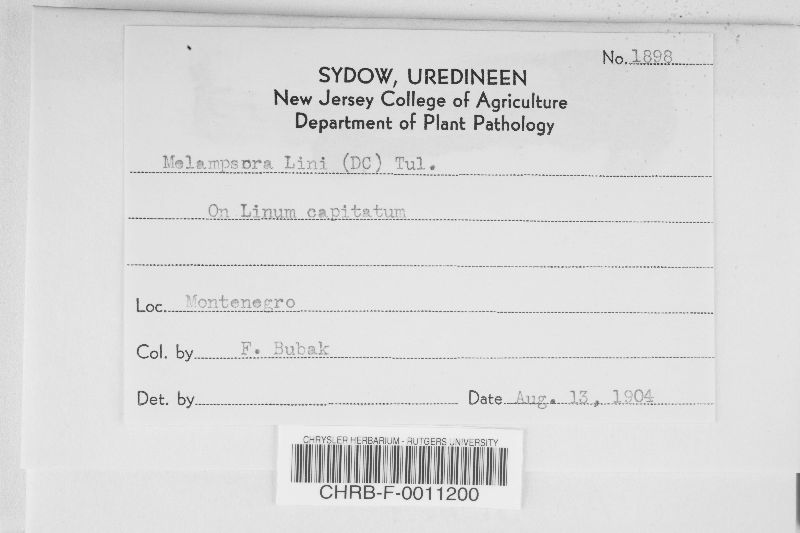 No. 1898
SYDOW, UREDINEEN
New Jersey College of Agriculture
Department of Plant Pathology
Melampsora Lini (DC) Tul.
On Linum capitatum
Loc. Montenegro
Col. by F. Bubak
Det. by Date Aug. 13, 1904
CHRYSLER HERBARIUM - RUTGERS UNIVERSITY
CHRB-F-0011200